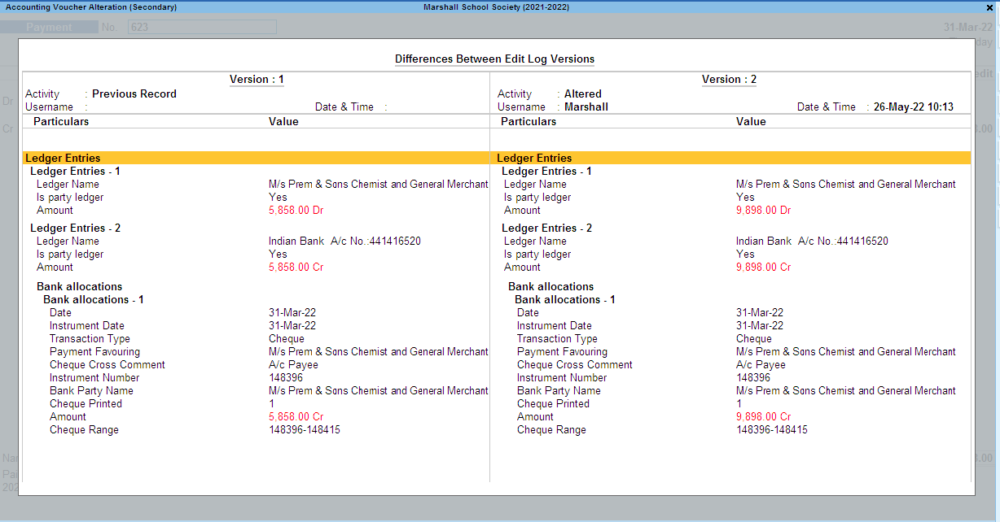 Accounting Voucher Alteration (Secondary) Marshall School Society (2021-2022) ×
Payment No. 623 31-Mar-22
Differences Between Edit Log Versions
Version : 1 Version : 2
Activity : Previous Record Activity : Altered
Username : Date & Time : Username : Marshall Date & Time : 26-May-22 10:13
Particulars Value Particulars Value
Ledger Entries Ledger Entries
Ledger Entries - 1 Ledger Entries - 1
Ledger Name M/s Prem & Sons Chemist and General Merchant Ledger Name M/s Prem & Sons Chemist and General Merchant
Is party ledger Yes Is party ledger Yes
Amount 5,858.00 Dr Amount 9,898.00 Dr
Ledger Entries - 2 Ledger Entries - 2
Ledger Name Indian Bank A/c No.:441416520 Ledger Name Indian Bank A/c No.:441416520
Is party ledger Yes Is party ledger Yes
Amount 5,858.00 Cr Amount 9,898.00 Cr
Bank allocations Bank allocations
Bank allocations - 1 Bank allocations - 1
Date 31-Mar-22 Date 31-Mar-22
Instrument Date 31-Mar-22 Instrument Date 31-Mar-22
Transaction Type Cheque Transaction Type Cheque
Payment Favouring M/s Prem & Sons Chemist and General Merchant Payment Favouring M/s Prem & Sons Chemist and General Merchant
Cheque Cross Comment A/c Payee Cheque Cross Comment A/c Payee
Instrument Number 148396 Instrument Number 148396
Bank Party Name M/s Prem & Sons Chemist and General Merchant Bank Party Name M/s Prem & Sons Chemist and General Merchant
Cheque Printed 1 Cheque Printed 1
Amount 5,858.00 Cr Amount 9,898.00 Cr
Cheque Range 148396-148415 Cheque Range 148396-148415
Dr
Cr